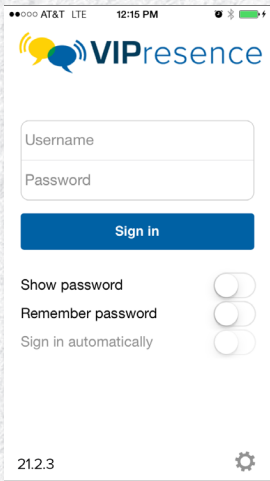 AT&T LTE 12:15 PM
VIPresence
Username
Password
Sign in
Show password
Remember password
Sign in automatically
21.2.3